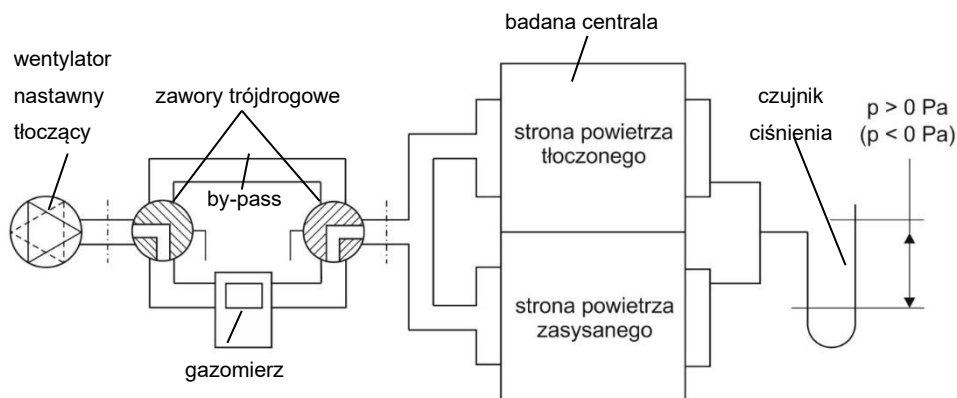 badana centrala
wentylator
nastawny
tłoczący
zawory trójdrogowe
czujnik
ciśnienia
p > 0 Pa
(p < 0 Pa)
strona powietrza
tłoczonego
by-pass
strona powietrza
zasysanego
gazomierz